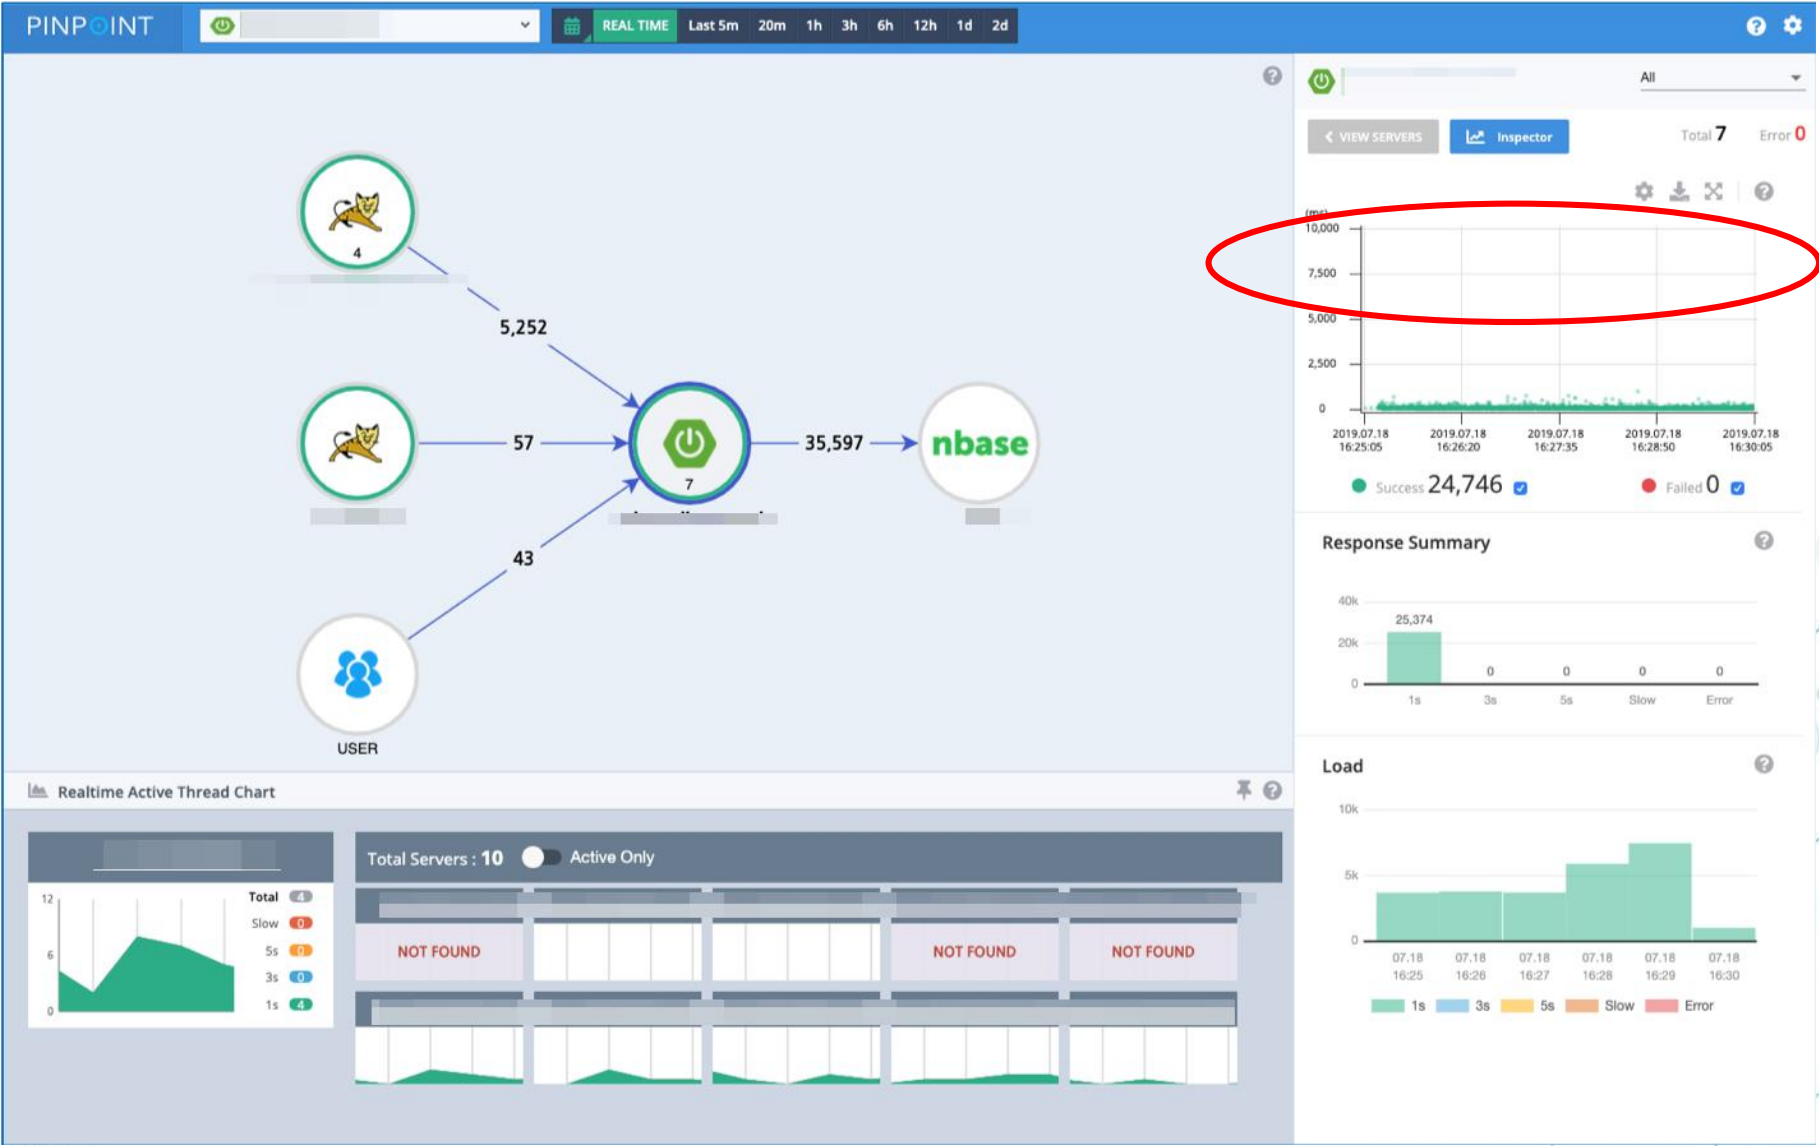 PINPOINT
REAL TIME Last 5m 20m 1h 3h 6h 12h 1d 2d
All
VIEW SERVERS Inspector Total 7 Error 0
(ms)
10,000
7,500
5,000
2,500
0
2019.07.18 2019.07.18 2019.07.18 2019.07.18 2019.07.18
16:25:05 16:26:20 16:27:35 16:28:50 16:30:05
Success 24,746 Failed 0
4
5,252
57
7
35,597
nbase
43
USER
Response Summary
40k
20k
0
25,374 0 0 0 0
1s 3s 5s Slow Error
Load
10k
5k
0
07.18 07.18 07.18 07.18 07.18 07.18
16:25 16:26 16:27 16:28 16:29 16:30
1s 3s 5s Slow Error
Realtime Active Thread Chart
12
6
0
Total 4
Slow 0
5s 0
3s 0
1s 4
Total Servers : 10 Active Only
NOT FOUND NOT FOUND NOT FOUND